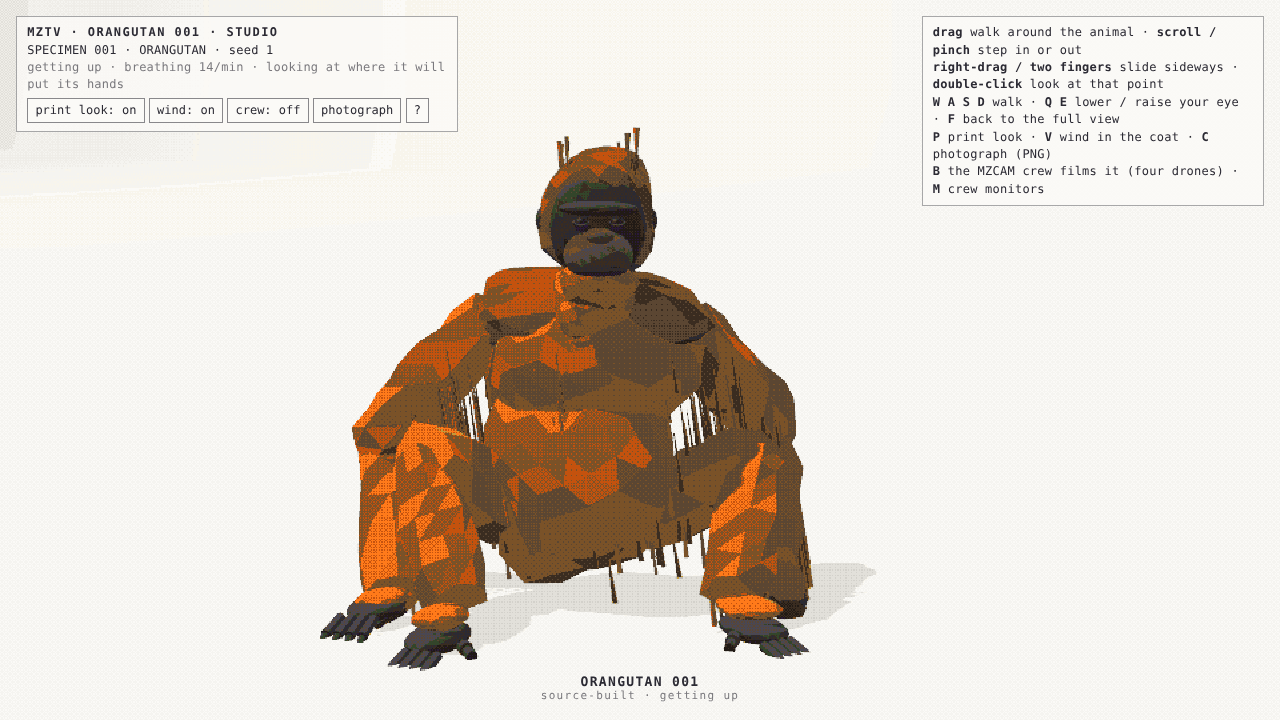 MZTV · ORANGUTAN 001 · STUDIO
SPECIMEN 001 · ORANGUTAN · seed 1
getting up · breathing 14/min · looking at where it will
put its hands
print look: on wind: on crew: off photograph ?
drag walk around the animal · scroll /
pinch step in or out
right-drag / two fingers slide sideways ·
double-click look at that point
W A S D walk · Q E lower / raise your eye
· F back to the full view
P print look · V wind in the coat · C
photograph (PNG)
B the MZCAM crew films it (four drones) ·
M crew monitors
ORANGUTAN 001
source-built · getting up